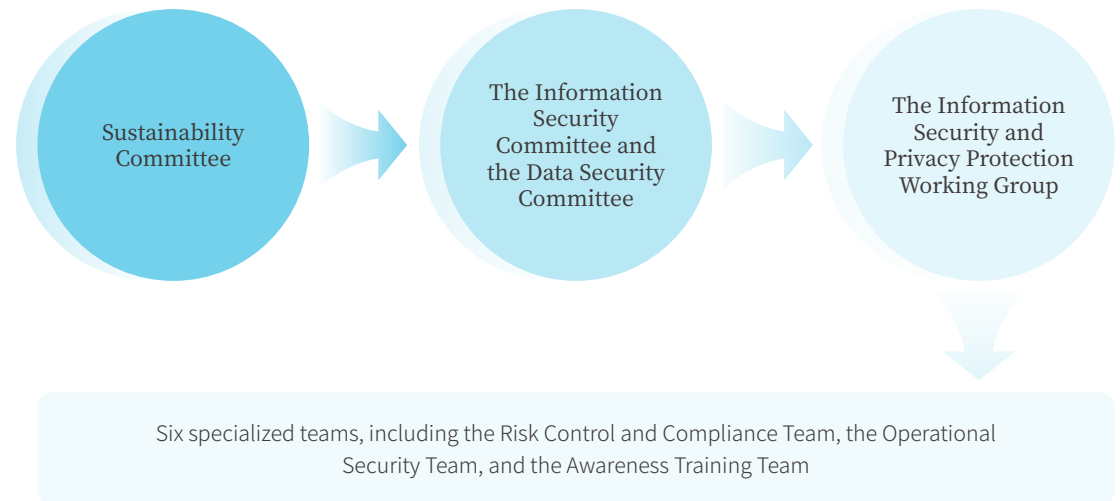 Sustainability
Committee
The Information
Security
Committee and
the Data Security
Committee
The Information
Security and
Privacy Protection
Working Group
Six specialized teams, including the Risk Control and Compliance Team, the Operational
Security Team, and the Awareness Training Team